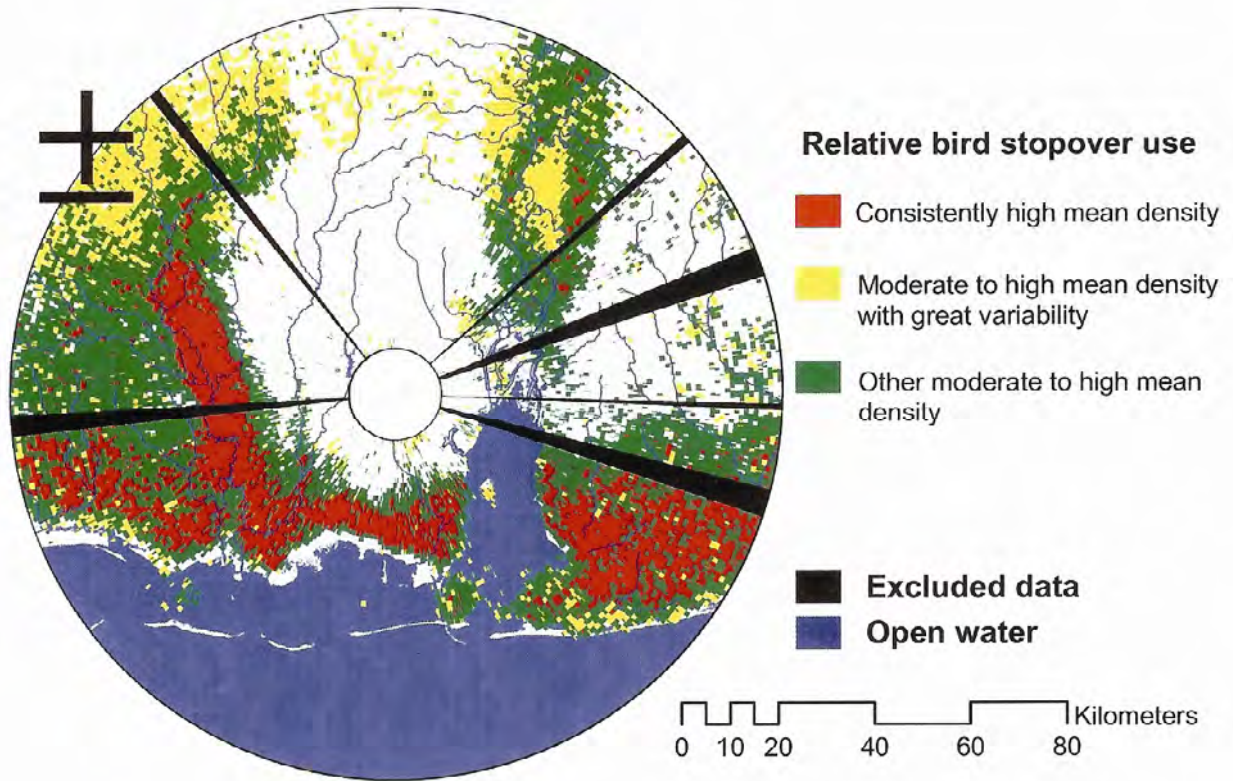 Relative bird stopover use
Consistently high mean density
Moderate to high mean density
with great variability
Other moderate to high mean
density
Excluded data
Open water
Kilometers
0 10 20 40 60 80